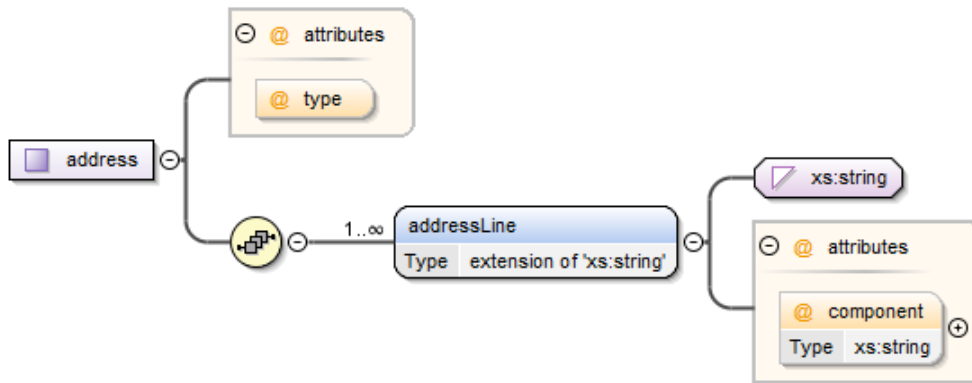 @ attributes
@ type
address
1..∞
addressLine
Type extension of 'xs:string'
xs:string
@ attributes
@ component
Type xs:string